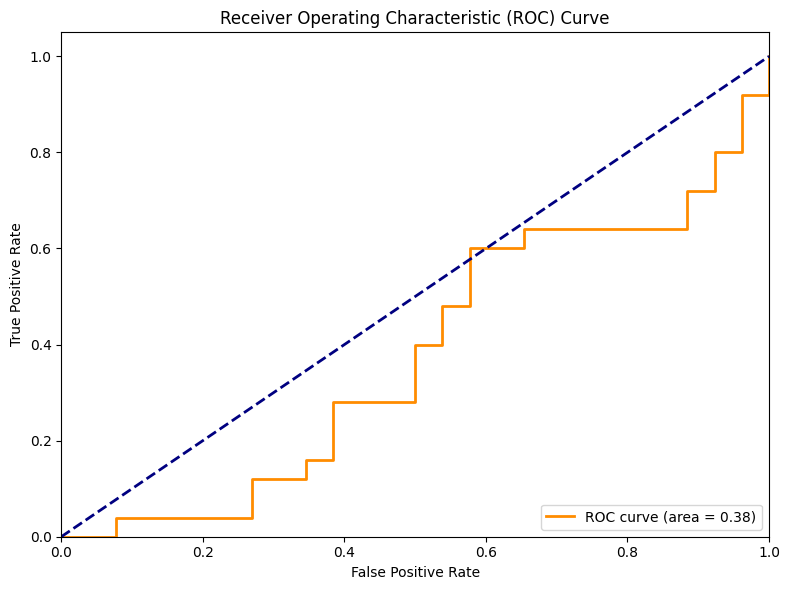 Receiver Operating Characteristic (ROC) Curve
1.0
0.8
0.6
0.4
0.2
0.0
True Positive Rate
ROC curve (area = 0.38)
0.0 0.2 0.4 0.6 0.8 1.0
False Positive Rate